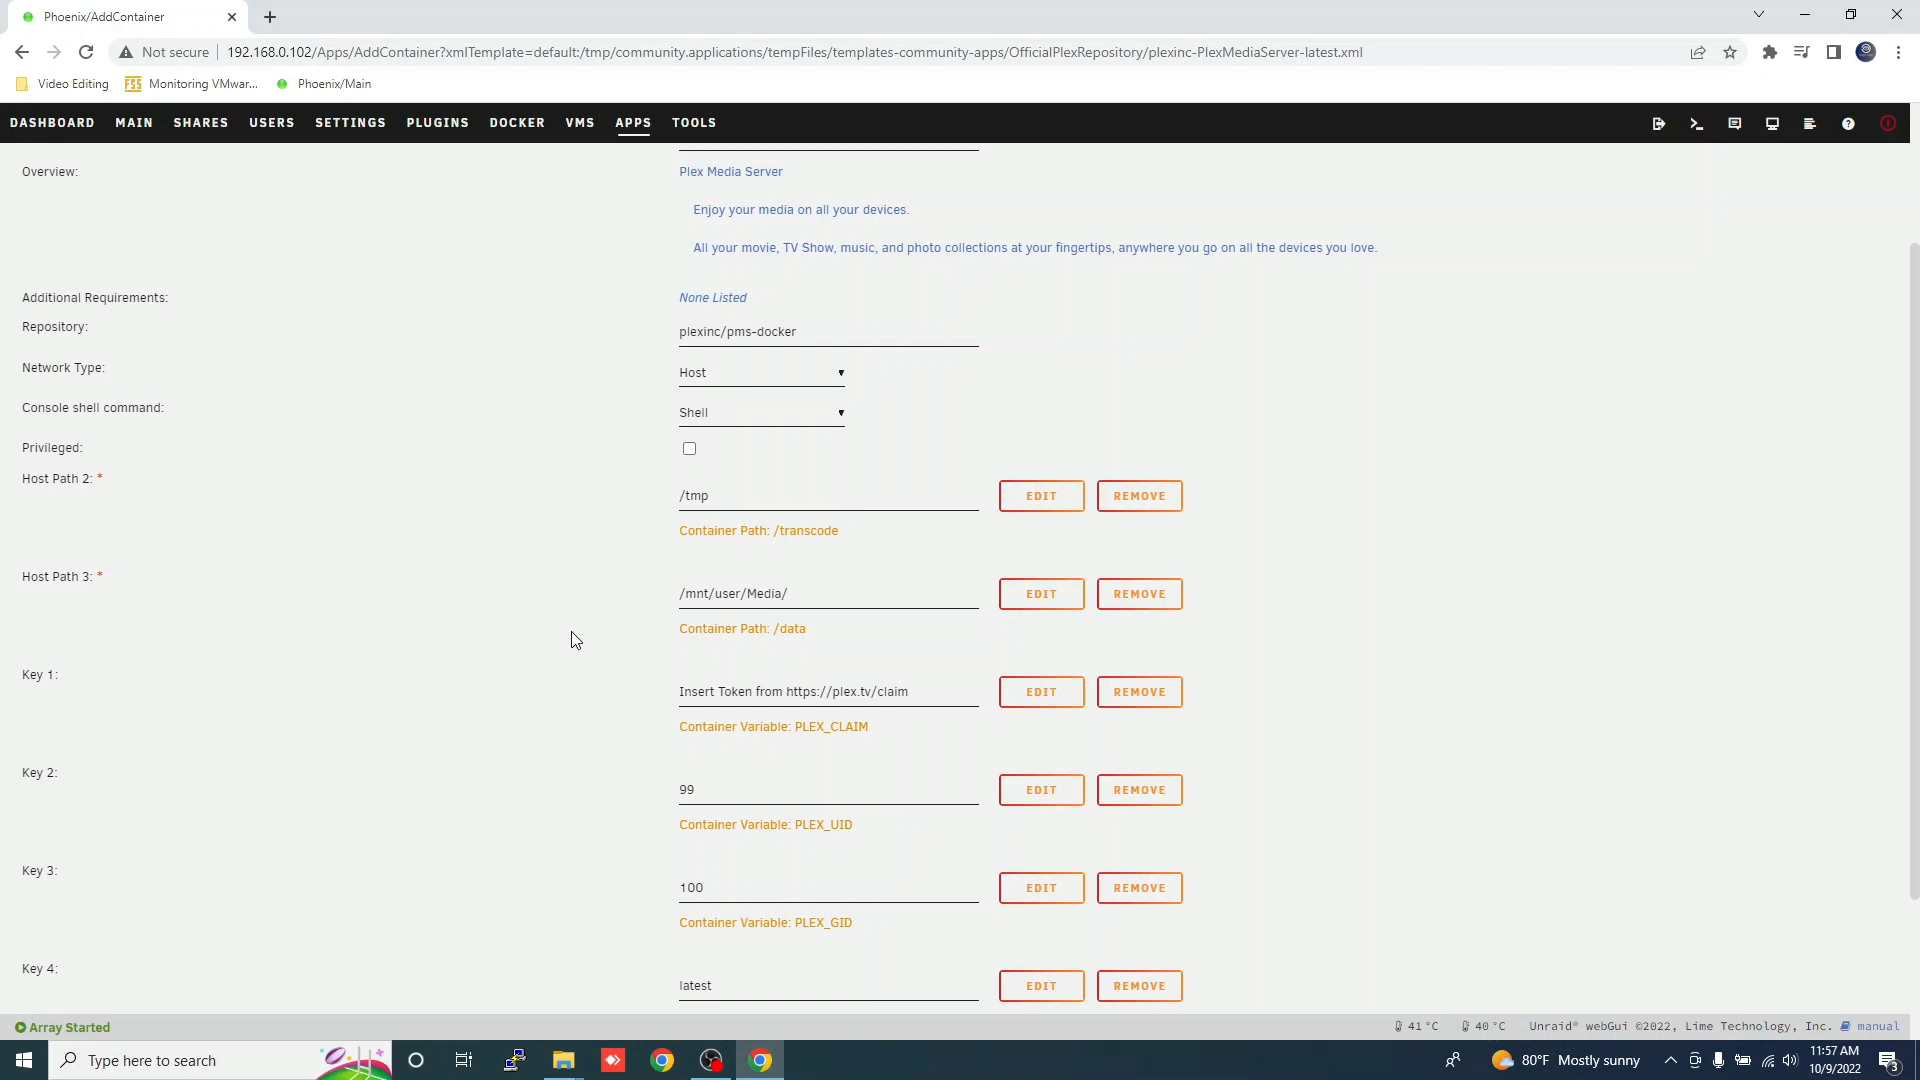 Phoenix/AddContainer
Not secure
192.168.0.102/Apps/AddContainer?xmlTemplate=default:/tmp/community.applications/tempFiles/templates-community-apps/OfficialPlexRepository/plexinc-PlexMediaServer-latest.xml
Video Editing
Monitoring VMwar...
Phoenix/Main
DASHBOARD MAIN SHARES USERS SETTINGS PLUGINS DOCKER VMS APPS TOOLS
Overview:
Plex Media Server
Enjoy your media on all your devices.
All your movie, TV Show, music, and photo collections at your fingertips, anywhere you go on all the devices you love.
Additional Requirements:
None Listed
Repository:
plexinc/pms-docker
Network Type:
Host
Console shell command:
Shell
Privileged:
Host Path 2: *
/tmp
EDIT REMOVE
Container Path: /transcode
Host Path 3: *
/mnt/user/Media/
EDIT REMOVE
Container Path: /data
Key 1:
Insert Token from https://plex.tv/claim
EDIT REMOVE
Container Variable: PLEX_CLAIM
Key 2:
99
EDIT REMOVE
Container Variable: PLEX_UID
Key 3:
100
EDIT REMOVE
Container Variable: PLEX_GID
Key 4:
latest
EDIT REMOVE
Array Started
41 °C 40 °C Unraid® webGui ©2022, Lime Technology, Inc. manual
Type here to search
80°F Mostly sunny
11:57 AM
10/9/2022
3